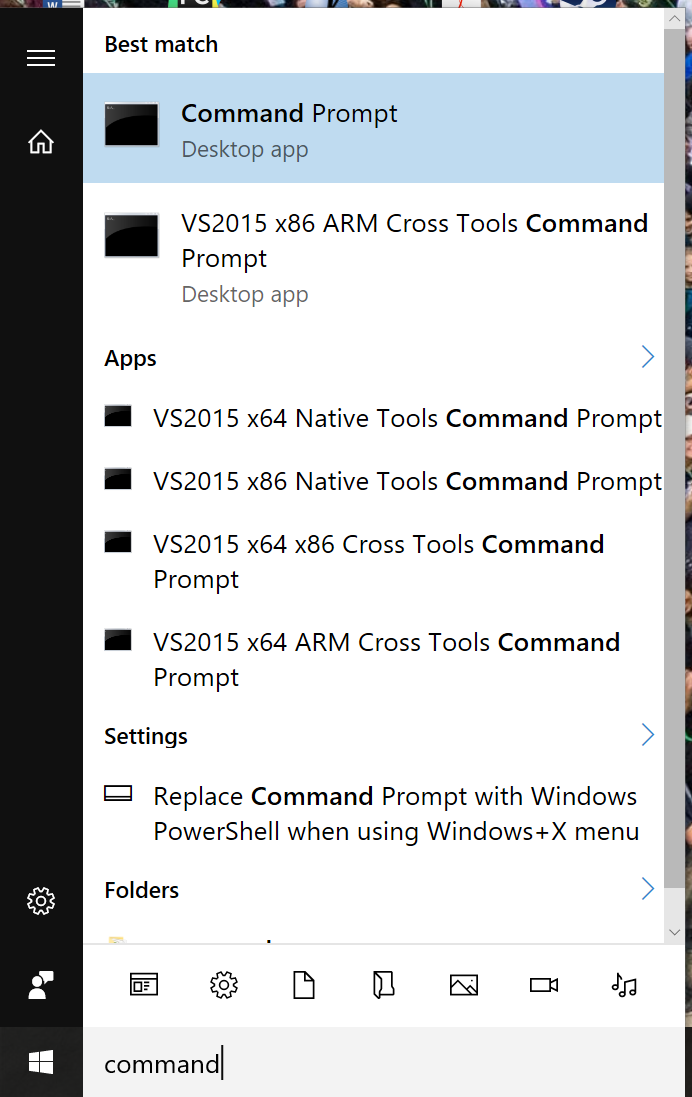 Best match
Command Prompt
Desktop app
VS2015 x86 ARM Cross Tools Command
Prompt
Desktop app
Apps
VS2015 x64 Native Tools Command Prompt
VS2015 x86 Native Tools Command Prompt
VS2015 x64 x86 Cross Tools Command
Prompt
VS2015 x64 ARM Cross Tools Command
Prompt
Settings
Replace Command Prompt with Windows
PowerShell when using Windows+X menu
Folders
command